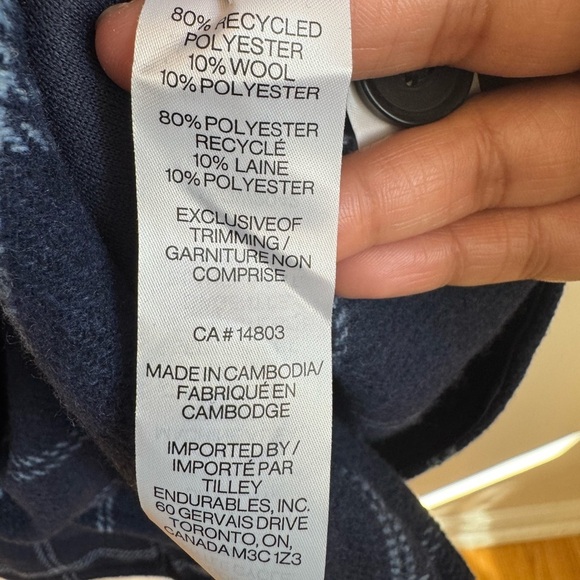 80% RECYCLED
POLYESTER
10% WOOL
10% POLYESTER
80% POLYESTER
RECYCLÉ
10% LAINE
10% POLYESTER
EXCLUSIVE OF
TRIMMING /
GARNITURE NON
COMPRISE
CA # 14803
MADE IN CAMBODIA/
FABRIQUÉ EN
CAMBODGE
IMPORTED BY /
IMPORTÉ PAR
TILLEY
ENDURABLES, INC.
60 GERVAIS DRIVE
TORONTO, ON,
CANADA M3C 1Z3